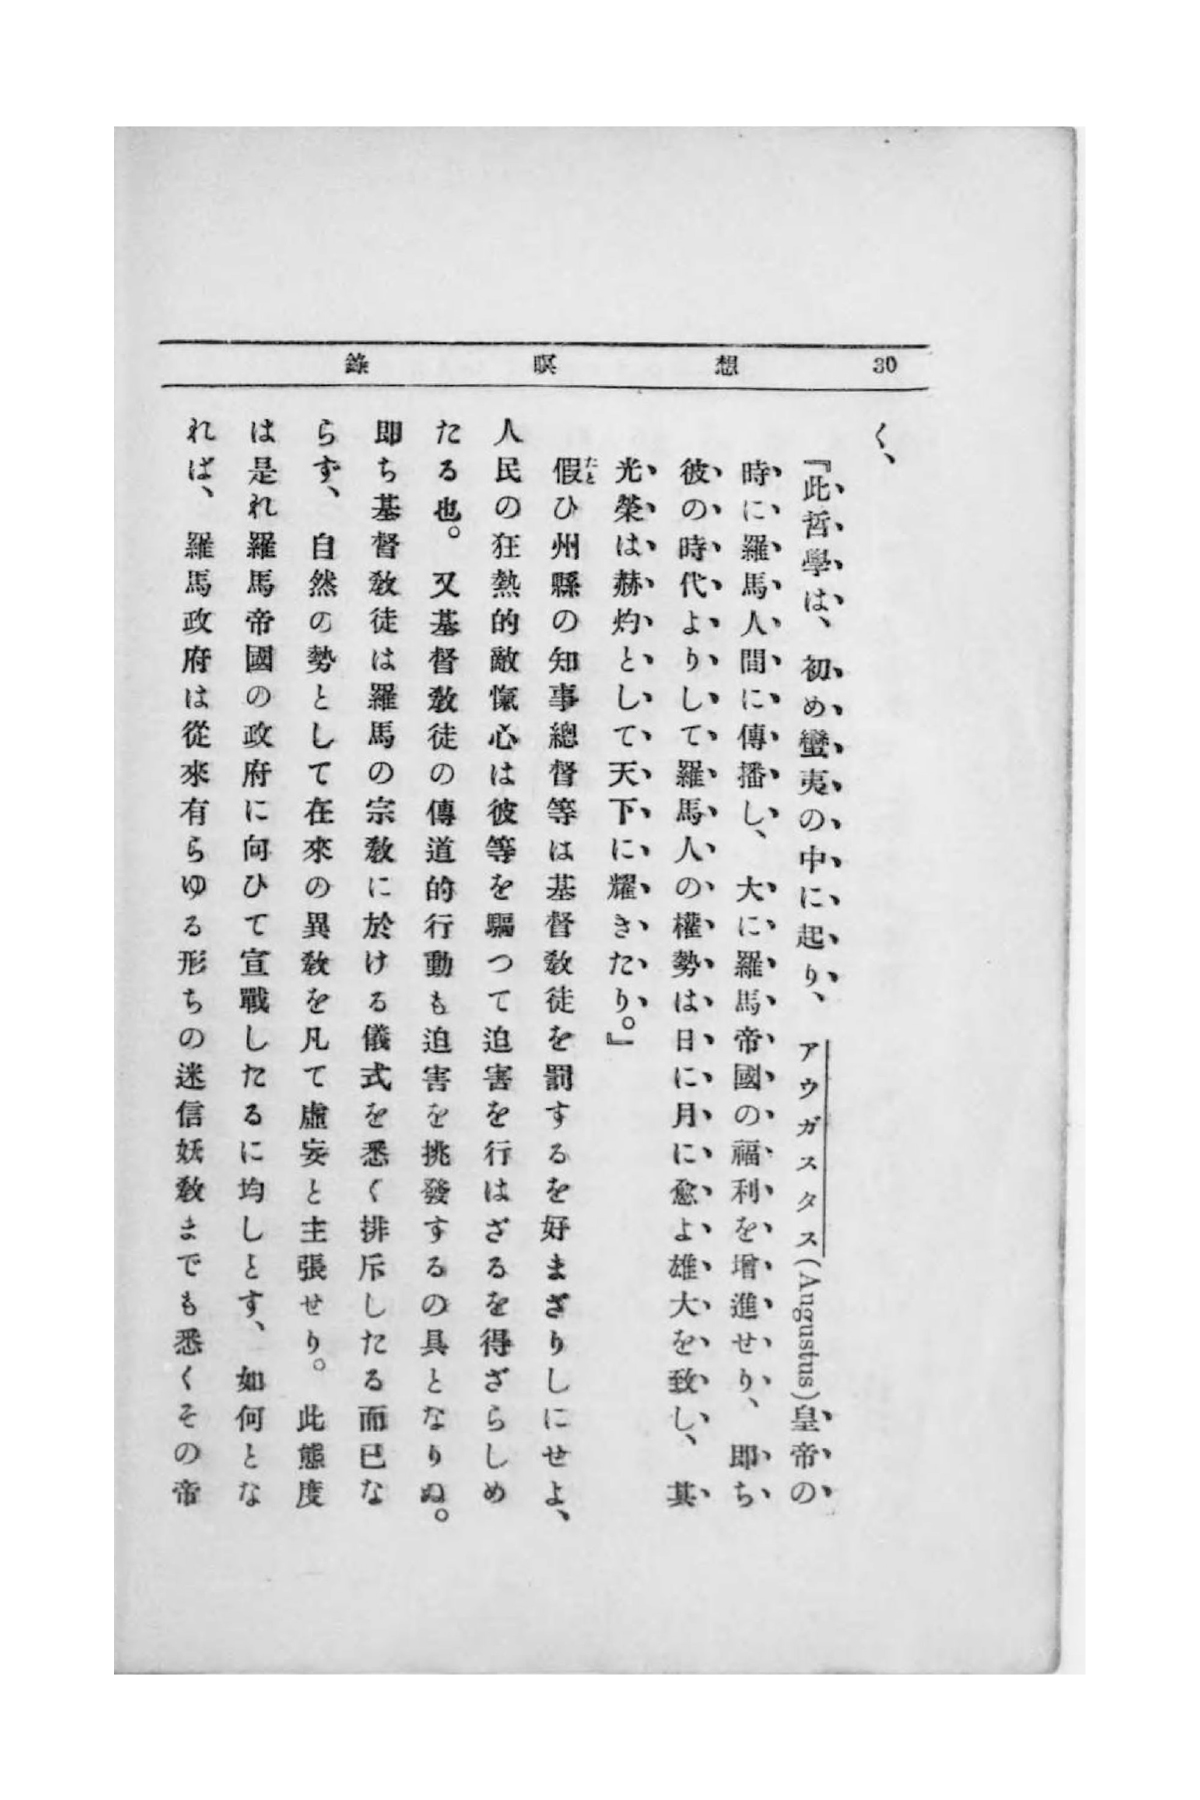 30　想　瞑　錄
く、
『此哲學は、初め蠻夷の中に起り、アウガスタス(Augustus)皇帝の
時に羅馬人間に傳播し、大に羅馬帝國の福利を增進せり、卽ち
彼の時代よりして羅馬人の權勢は日に月に愈よ雄大を致し、其
光榮は赫灼として天下に耀きたり。』
假ひ州縣の知事總督等は基督敎徒を罰するを好まざりしにせよ、
人民の狂熱的敵愾心は彼等を驅つて迫害を行はざるを得ざらしめ
たる也。又基督敎徒の傳道的行動も迫害を挑發するの具となりぬ。
卽ち基督敎徒は羅馬の宗敎に於ける儀式を悉く排斥したる而已な
らず、自然の勢として在來の異敎を凡て虛妄と主張せり。此態度
は是れ羅馬帝國の政府に向ひて宣戰したるに均しとす、如何とな
れば、羅馬政府は從來有らゆる形ちの迷信妖敎までも悉くその帝